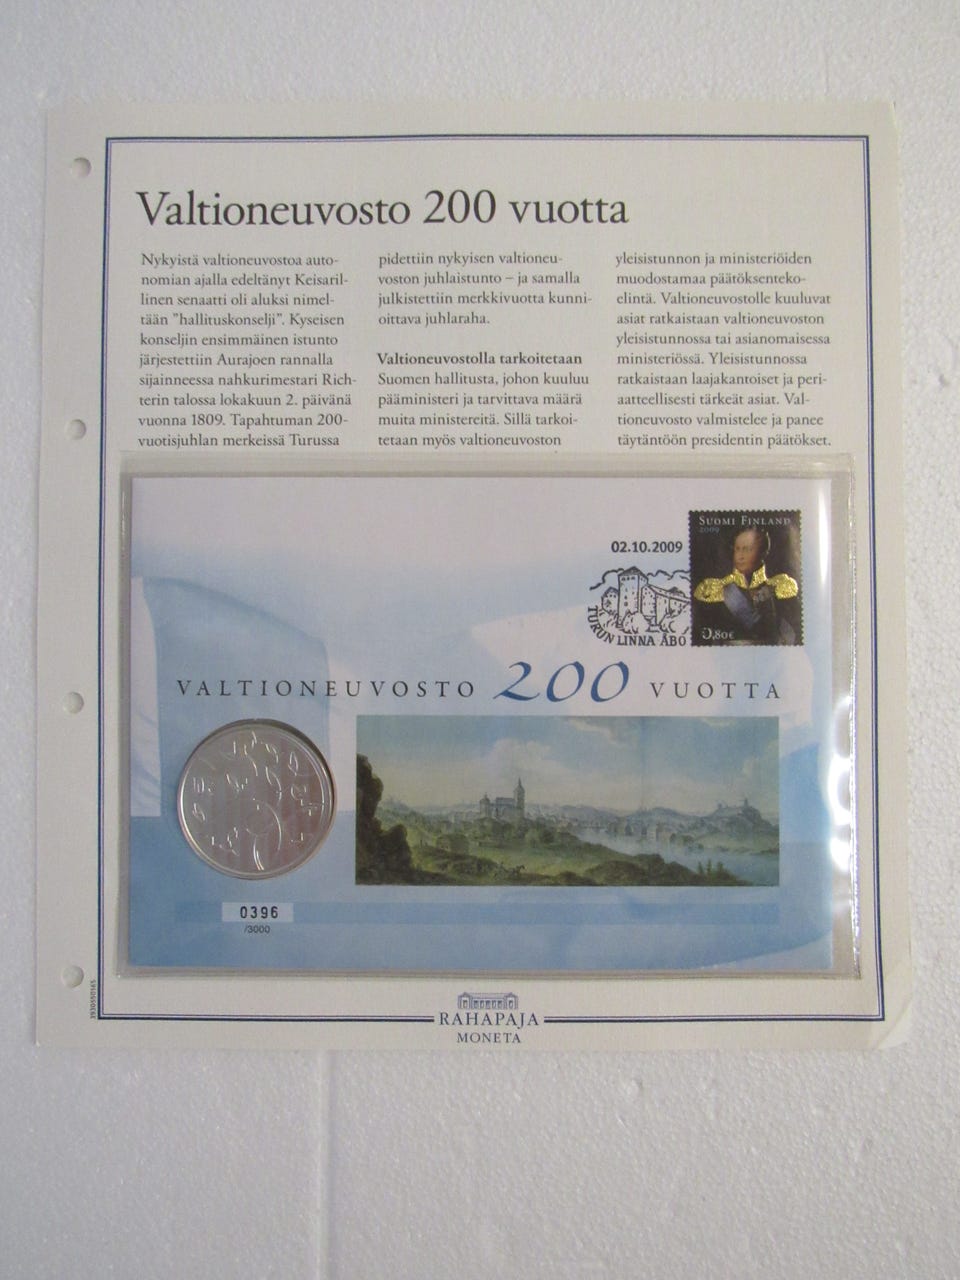 Valtioneuvosto 200 vuotta
Nykyistä valtioneuvostoa auto-
nomian ajalla edeltänyt Keisaril-
linen senaatti oli aluksi nimel-
tään "hallituskonselji". Kyseisen
konseljin ensimmäinen istunto
järjestettiin Aurajoen rannalla
sijainneessa nahkurimestari Rich-
terin talossa lokakuun 2. päivänä
vuonna 1809. Tapahtuman 200-
vuotisjuhlan merkeissä Turussa
pidettiin nykyisen valtioneu-
voston juhlaistunto – ja samalla
julkistettiin merkkivuotta kunni-
oittava juhlaraha.
Valtioneuvostolla tarkoitetaan
Suomen hallitusta, johon kuuluu
pääministeri ja tarvittava määrä
muita ministereitä. Sillä tarkoi-
tetaan myös valtioneuvoston
yleisistunnon ja ministeriöiden
muodostamaa päätöksenteko-
elintä. Valtioneuvostolle kuuluvat
asiat ratkaistaan valtioneuvoston
yleisistunnossa tai asianomaisessa
ministeriössä. Yleisistunnossa
ratkaistaan laajakantoiset ja peri-
aatteellisesti tärkeät asiat. Val-
tioneuvosto valmistelee ja panee
täytäntöön presidentin päätökset.
SUOMI FINLAND
2009
0,80€
02.10.2009
TURUN LINNA ÅBO
VALTIONEUVOSTO 200 VUOTTA
0396
/3000
3930550165
RAHAPAJA
MONETA